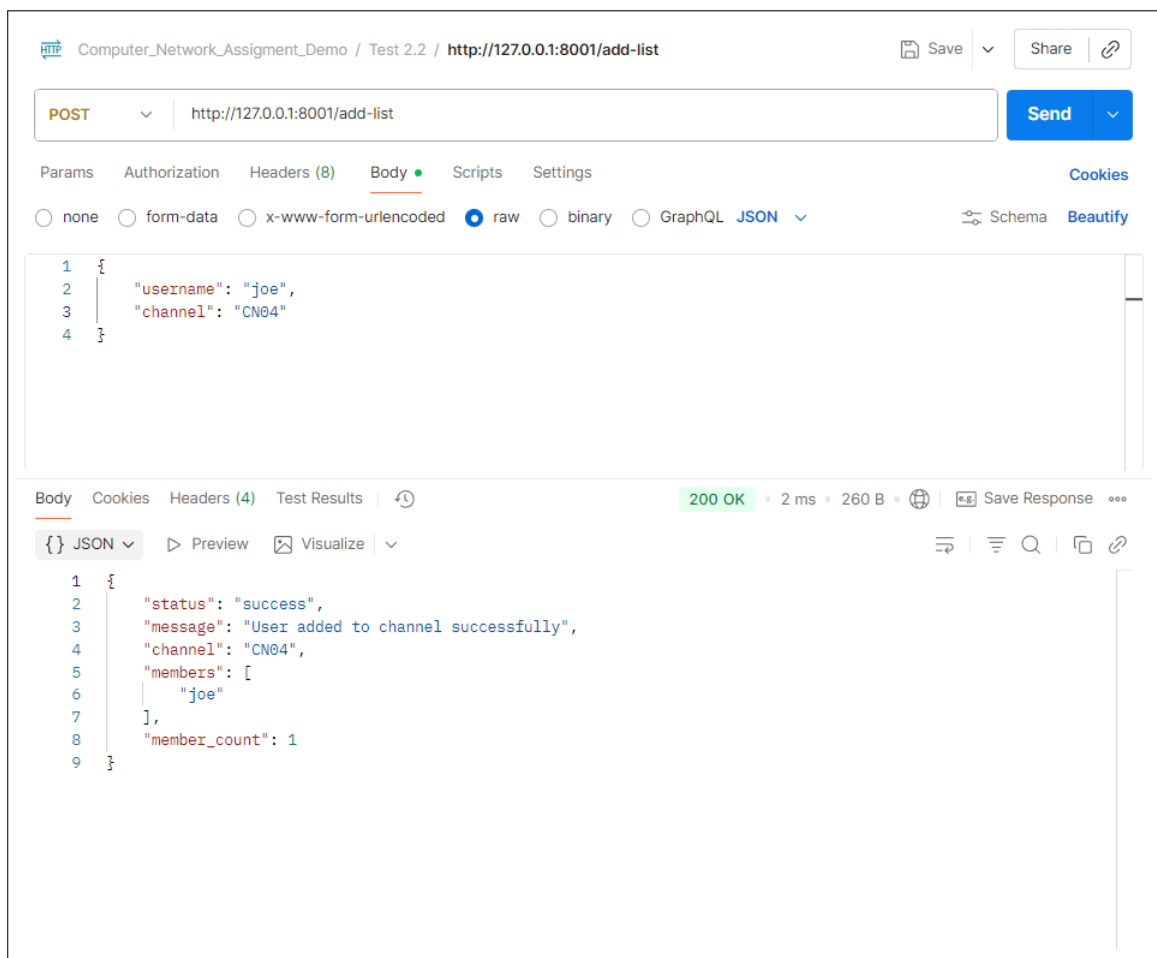 HTTP Computer_Network_Assigment_Demo / Test 2.2 / http://127.0.0.1:8001/add-list Save Share
POST http://127.0.0.1:8001/add-list Send
Params Authorization Headers (8) Body Scripts Settings Cookies
none form-data x-www-form-urlencoded raw binary GraphQL JSON Schema Beautify
1 {
2 "username": "joe",
3 "channel": "CN04"
4 }
Body Cookies Headers (4) Test Results 200 OK 2 ms 260 B e.g. Save Response
{} JSON Preview Visualize
1 {
2 "status": "success",
3 "message": "User added to channel successfully",
4 "channel": "CN04",
5 "members": [
6 "joe"
7 ],
8 "member_count": 1
9 }